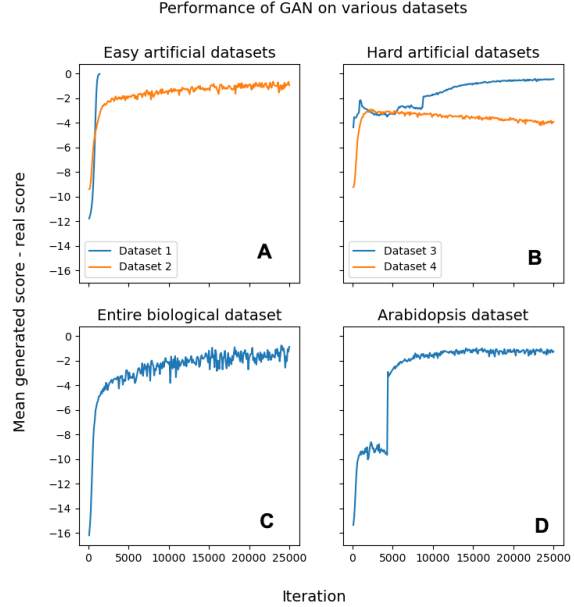 Performance of GAN on various datasets
Easy artificial datasets
Hard artificial datasets
0
−2
−4
−6
−8
−10
−12
−14
−16
Dataset 1
Dataset 2
A
Dataset 3
Dataset 4
B
Mean generated score - real score
Entire biological dataset
Arabidopsis dataset
0
−2
−4
−6
−8
−10
−12
−14
−16
C
D
0 5000 10000 15000 20000 25000
0 5000 10000 15000 20000 25000
Iteration